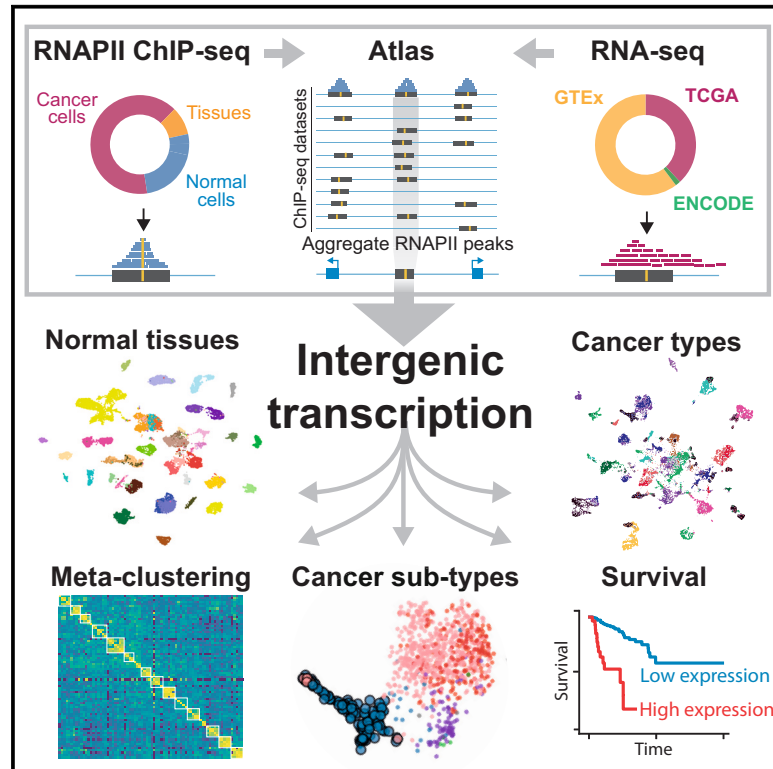 RNAPII ChIP-seq
Atlas
RNA-seq
Cancer
cells
Tissues
Normal
cells
ChIP-seq datasets
Aggregate RNAPII peaks
GTEx
TCGA
ENCODE
Normal tissues
Intergenic
transcription
Cancer types
Meta-clustering
Cancer sub-types
Survival
Survival
Low expression
High expression
Time